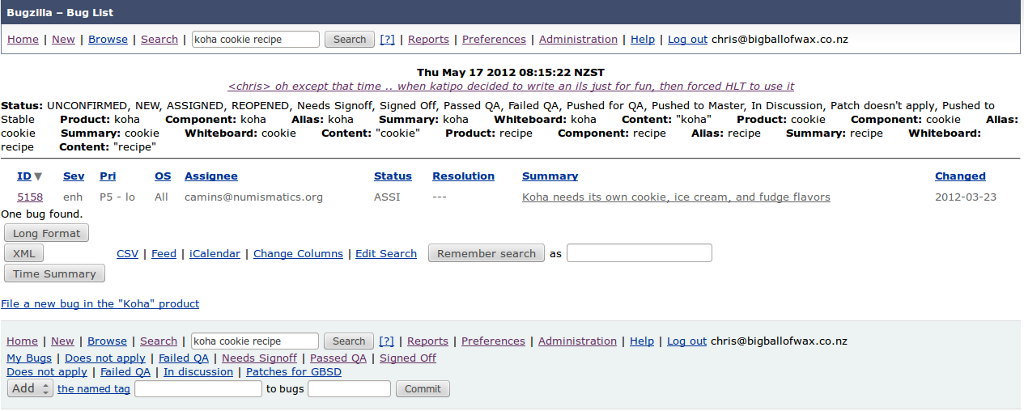 Bugzilla – Bug List
Home | New | Browse | Search | koha cookie recipe Search [?] | Reports | Preferences | Administration | Help | Log out chris@bigballofwax.co.nz
Thu May 17 2012 08:15:22 NZST
<chris> oh except that time .. when katipo decided to write an ils just for fun, then forced HLT to use it
Status: UNCONFIRMED, NEW, ASSIGNED, REOPENED, Needs Signoff, Signed Off, Passed QA, Failed QA, Pushed for QA, Pushed to Master, In Discussion, Patch doesn't apply, Pushed to
Stable Product: koha Component: koha Alias: koha Summary: koha Whiteboard: koha Content: "koha" Product: cookie Component: cookie Alias:
cookie Summary: cookie Whiteboard: cookie Content: "cookie" Product: recipe Component: recipe Alias: recipe Summary: recipe Whiteboard:
recipe Content: "recipe"
ID ▼ Sev Pri OS Assignee Status Resolution Summary Changed
5158 enh P5 - lo All camins@numismatics.org ASSI --- Koha needs its own cookie, ice cream, and fudge flavors 2012-03-23
One bug found.
Long Format
XML CSV | Feed | iCalendar | Change Columns | Edit Search Remember search as
Time Summary
File a new bug in the "Koha" product
Home | New | Browse | Search | koha cookie recipe Search [?] | Reports | Preferences | Administration | Help | Log out chris@bigballofwax.co.nz
My Bugs | Does not apply | Failed QA | Needs Signoff | Passed QA | Signed Off
Does not apply | Failed QA | In discussion | Patches for GBSD
Add the named tag to bugs Commit